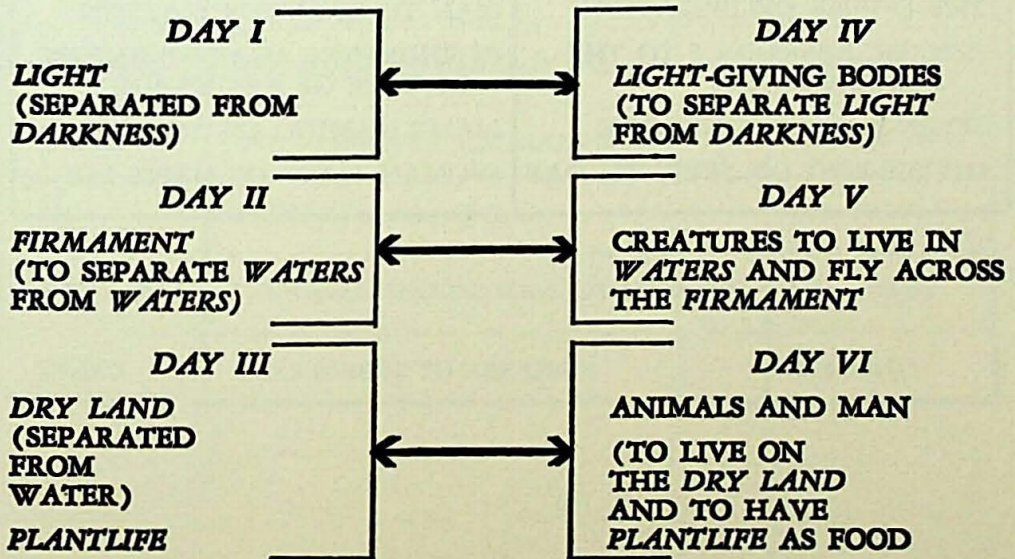 DAY I
LIGHT
(SEPARATED FROM
DARKNESS)
DAY IV
LIGHT-GIVING BODIES
(TO SEPARATE LIGHT
FROM DARKNESS)
DAY II
FIRMAMENT
(TO SEPARATE WATERS
FROM WATERS)
DAY V
CREATURES TO LIVE IN
WATERS AND FLY ACROSS
THE FIRMAMENT
DAY III
DRY LAND
(SEPARATED
FROM
WATER)
PLANTLIFE
DAY VI
ANIMALS AND MAN
(TO LIVE ON
THE DRY LAND
AND TO HAVE
PLANTLIFE AS FOOD